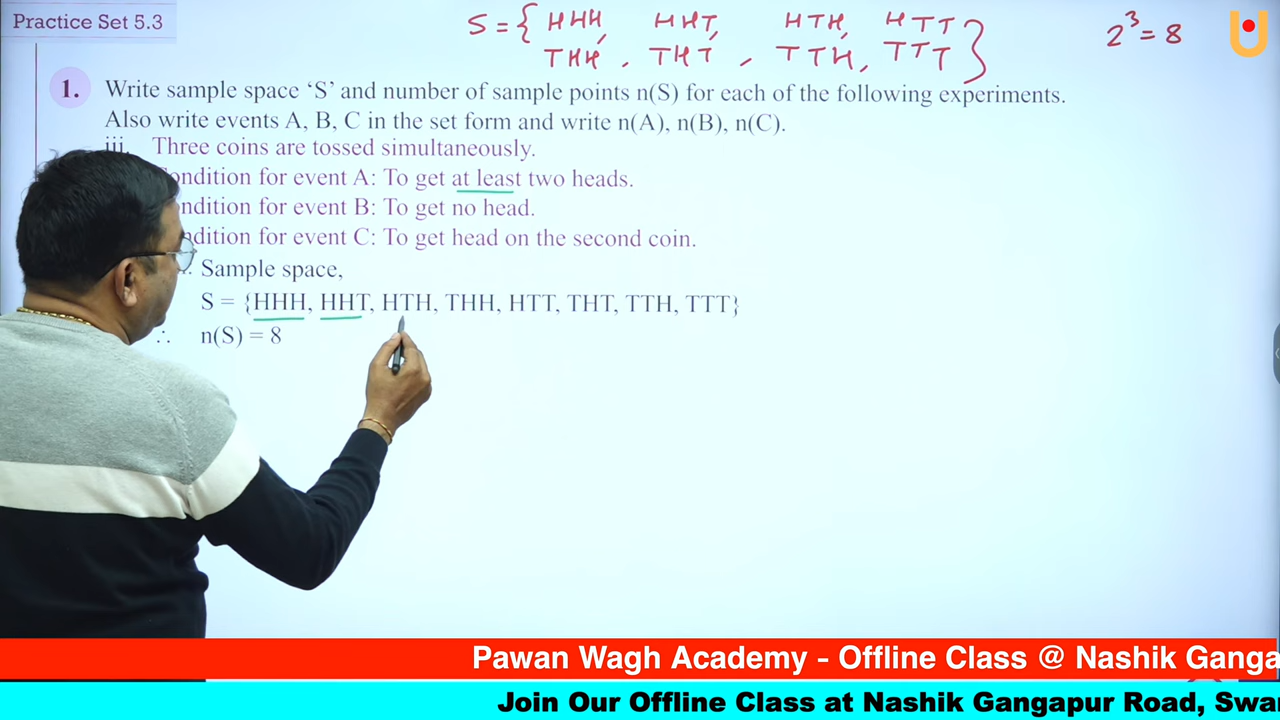 Practice Set 5.3
S = { HHH, HHT, HTH, HTT
THH, THT, TTH, TTT }
2³ = 8
1. Write sample space ‘S’ and number of sample points n(S) for each of the following experiments.
Also write events A, B, C in the set form and write n(A), n(B), n(C).
iii. Three coins are tossed simultaneously.
ondition for event A: To get at least two heads.
ndition for event B: To get no head.
dition for event C: To get head on the second coin.
Sample space,
S = {HHH, HHT, HTH, THH, HTT, THT, TTH, TTT}
∴ n(S) = 8
Pawan Wagh Academy - Offline Class @ Nashik Ganga
Join Our Offline Class at Nashik Gangapur Road, Swa